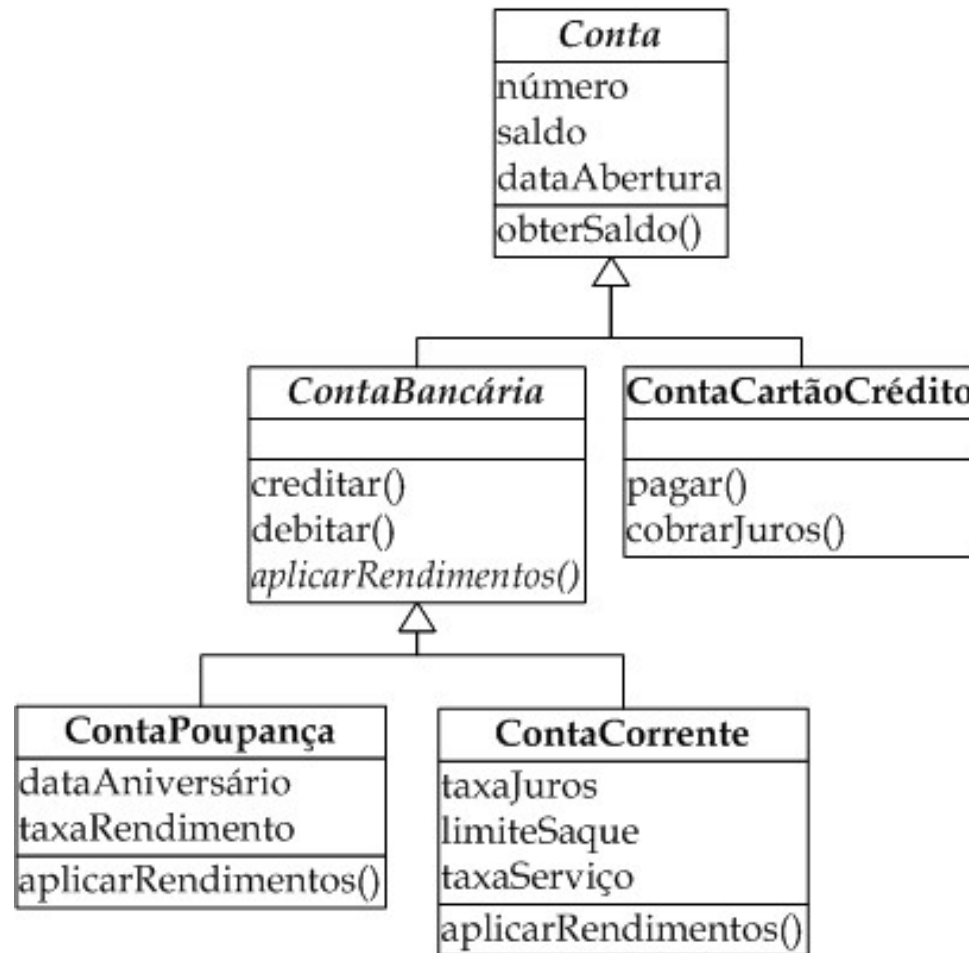 Conta
número
saldo
dataAbertura
obterSaldo()
ContaBancária
creditar()
debitar()
aplicarRendimentos()
ContaCartãoCrédito
pagar()
cobrarJuros()
ContaPoupança
dataAniversário
taxaRendimento
aplicarRendimentos()
ContaCorrente
taxaJuros
limiteSaque
taxaServiço
aplicarRendimentos()